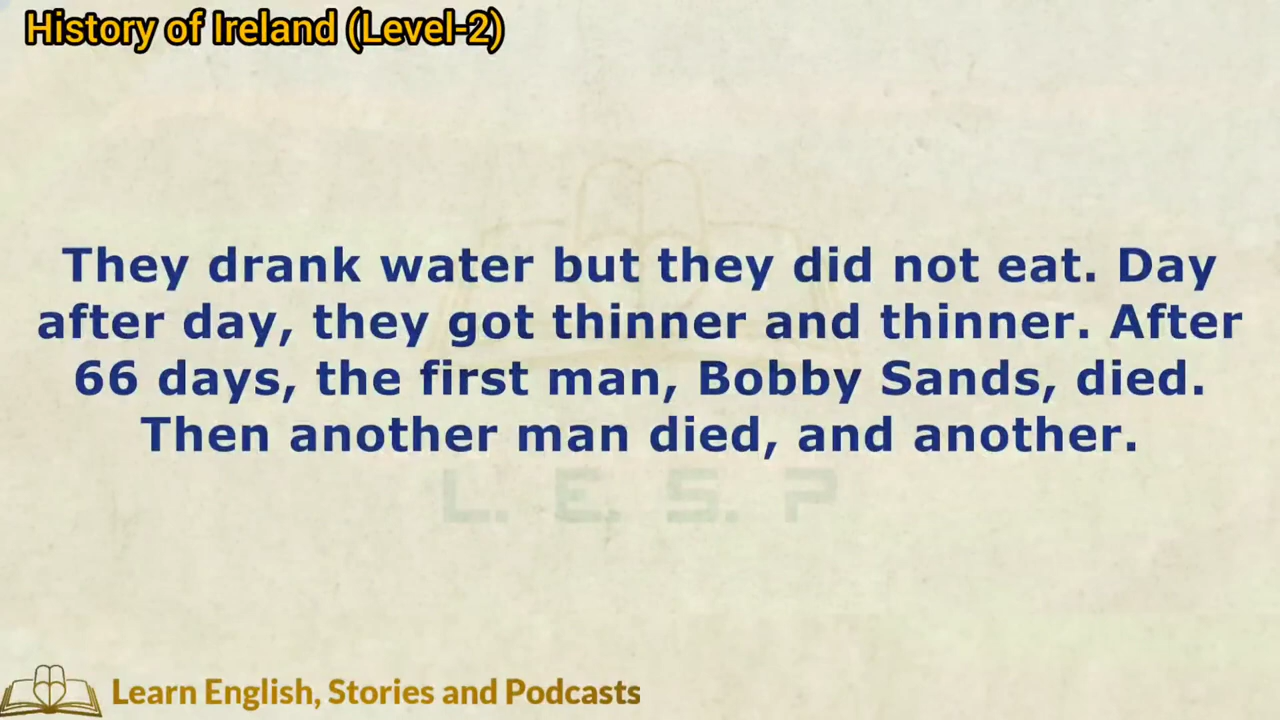 History of Ireland (Level-2)
They drank water but they did not eat. Day
after day, they got thinner and thinner. After
66 days, the first man, Bobby Sands, died.
Then another man died, and another.
L. E. S. P
Learn English, Stories and Podcasts